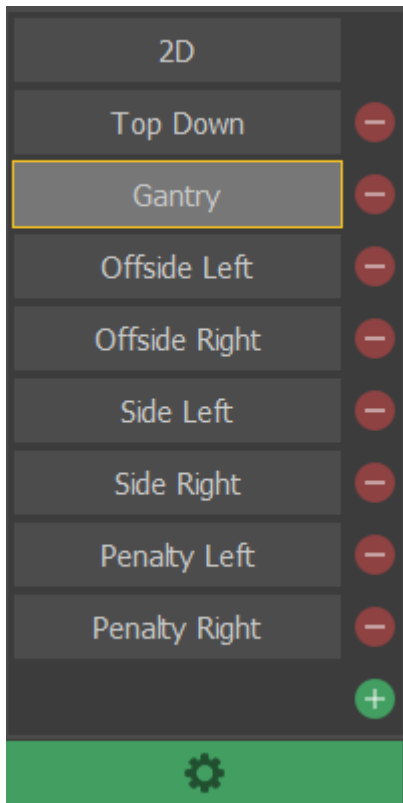 2D
Top Down
Gantry
Offside Left
Offside Right
Side Left
Side Right
Penalty Left
Penalty Right